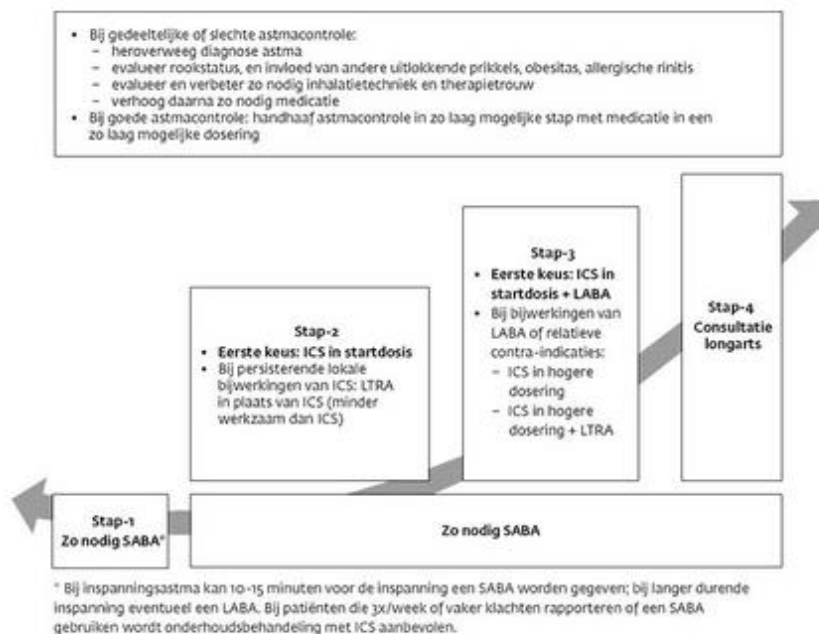 • Bij gedeeltelijke of slechte astmacontrole:
– heroverweeg diagnose astma
– evalueer rookstatus, en invloed van andere uitlokkende prikkels, obesitas, allergische rinitis
– evalueer en verbeter zo nodig inhalatietechniek en therapietrouw
– verhoog daarna zo nodig medicatie
• Bij goede astmacontrole: handhaaf astmacontrole in zo laag mogelijke stap met medicatie in een
zo laag mogelijke dosering
Stap-1
Zo nodig SABA*
Stap-2
• Eerste keus: ICS in startdosis
• Bij persisterende lokale
bijwerkingen van ICS: LTRA
in plaats van ICS (minder
werkzaam dan ICS)
Stap-3
• Eerste keus: ICS in
startdosis + LABA
• Bij bijwerkingen van
LABA of relatieve
contra-indicaties:
– ICS in hogere
dosering
– ICS in hogere
dosering + LTRA
Stap-4
Consultatie
longarts
Zo nodig SABA
* Bij inspanningsastma kan 10-15 minuten voor de inspanning een SABA worden gegeven; bij langer durende
inspanning eventueel een LABA. Bij patiënten die 3x/week of vaker klachten rapporteren of een SABA
gebruiken wordt onderhoudsbehandeling met ICS aanbevolen.